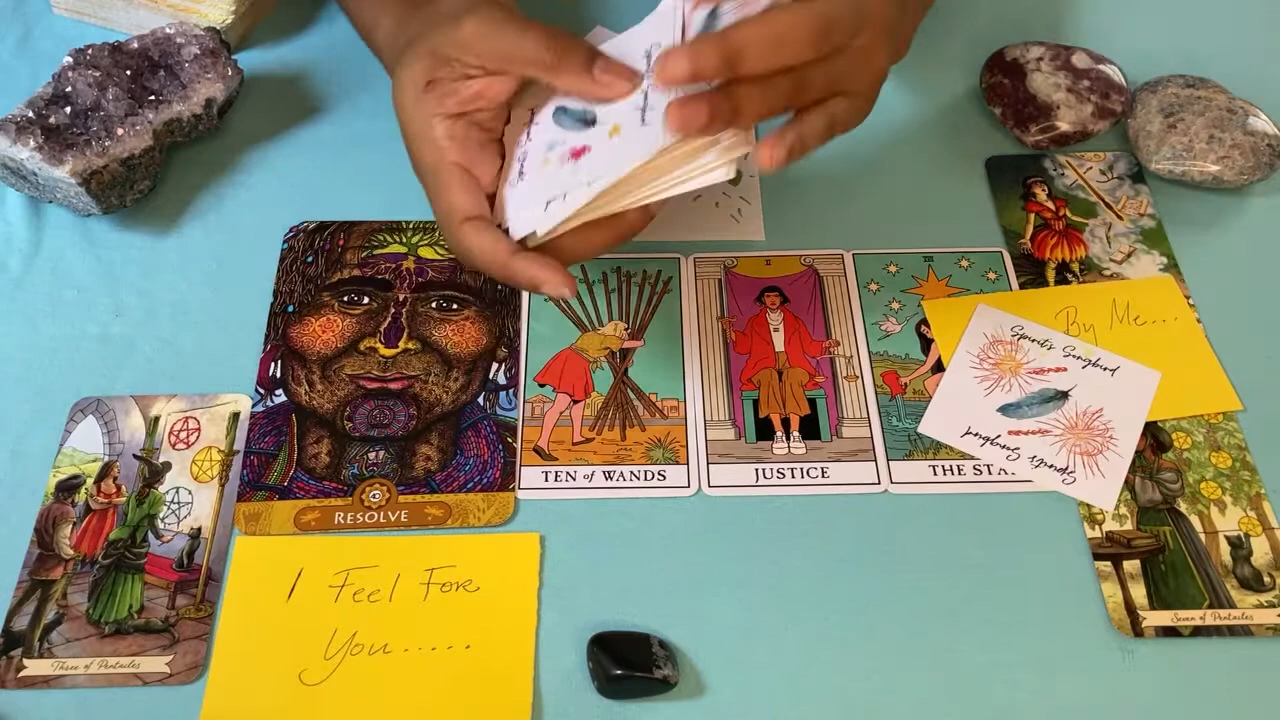 RESOLVE
TEN of WANDS
II
JUSTICE
THE STA
By Me...
Spirit's Songbird
Spirit's Songbird
Three of Pentacles
Seven of Pentacles
I Feel For
You.....